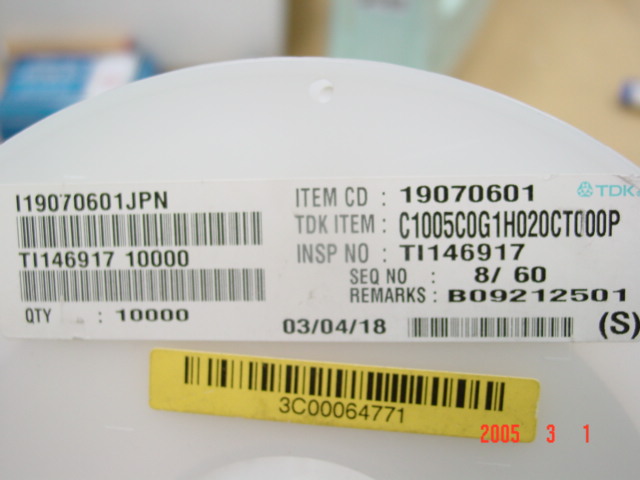 I19070601JPN
ITEM CD : 19070601
TDK
TDK ITEM : C1005C0G1H020CT000P
TI146917 10000
INSP NO : TI146917
SEQ NO : 8/ 60
REMARKS : B09212501
QTY : 10000
03/04/18
(S)
3C00064771
2005 3 1